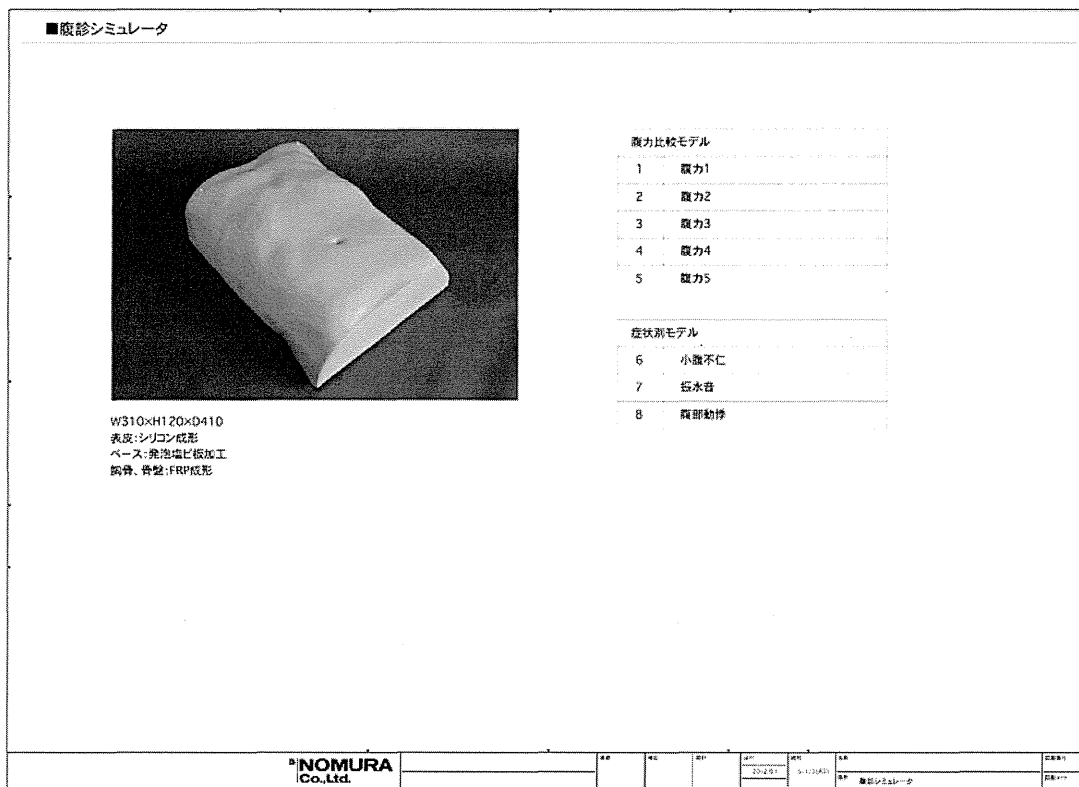 ■腹診シミュレータ
腹力比較モデル
1 腹力1
2 腹力2
3 腹力3
4 腹力4
5 腹力5
症状別モデル
6 小腹不仁
7 振水音
8 腹部動悸
W310×H120×D410
表皮:シリコン成形
ベース:発泡塩ビ板加工
胸骨、骨盤:FRP成形
NOMURA
Co.,Ltd.
腹診シミュレータ